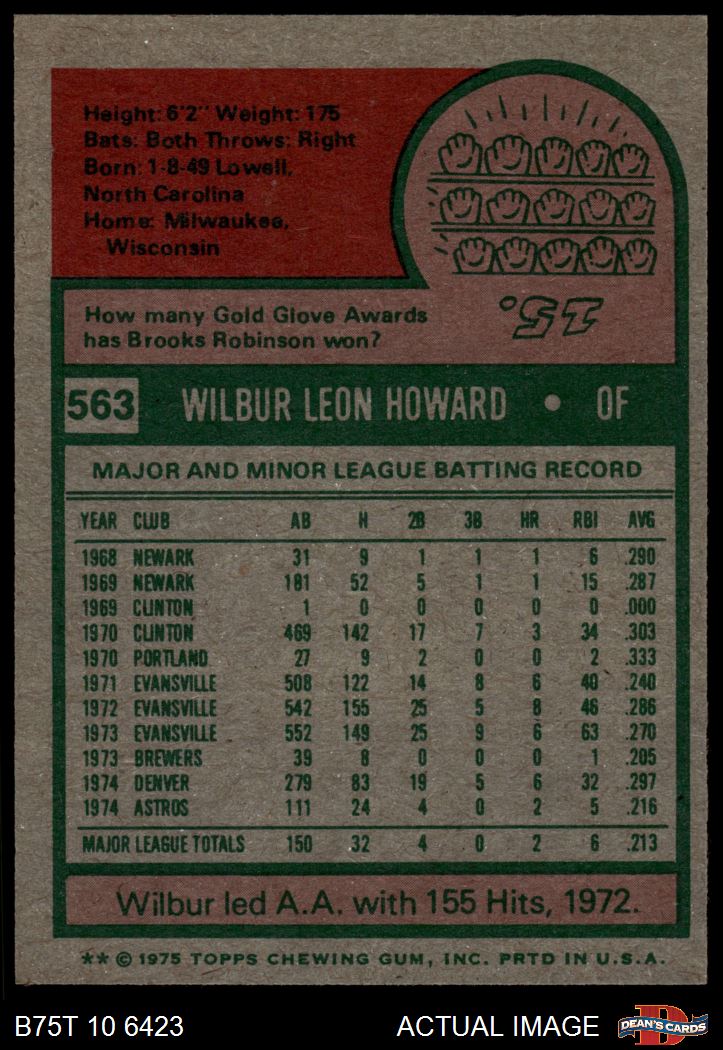 Height: 6'2" Weight: 175
Bats: Both Throws: Right
Born: 1-8-49 Lowell,
North Carolina
Home: Milwaukee,
Wisconsin
How many Gold Glove Awards
has Brooks Robinson won?
15.
563 WILBUR LEON HOWARD • OF
MAJOR AND MINOR LEAGUE BATTING RECORD
YEAR CLUB AB H 2B 3B HR RBI AVG
1968 NEWARK 31 9 1 1 1 6 .290
1969 NEWARK 181 52 5 1 1 15 .287
1969 CLINTON 1 0 0 0 0 0 .000
1970 CLINTON 469 142 17 7 3 34 .303
1970 PORTLAND 27 9 2 0 0 2 .333
1971 EVANSVILLE 508 122 14 8 6 40 .240
1972 EVANSVILLE 542 155 25 5 8 46 .286
1973 EVANSVILLE 552 149 25 9 6 63 .270
1973 BREWERS 39 8 0 0 0 1 .205
1974 DENVER 279 83 19 5 6 32 .297
1974 ASTROS 111 24 4 0 2 5 .216
MAJOR LEAGUE TOTALS 150 32 4 0 2 6 .213
Wilbur led A.A. with 155 Hits, 1972.
** © 1975 TOPPS CHEWING GUM, INC. PRTD IN U.S.A.
B75T 10 6423 ACTUAL IMAGE
D
DEAN'S CARDS